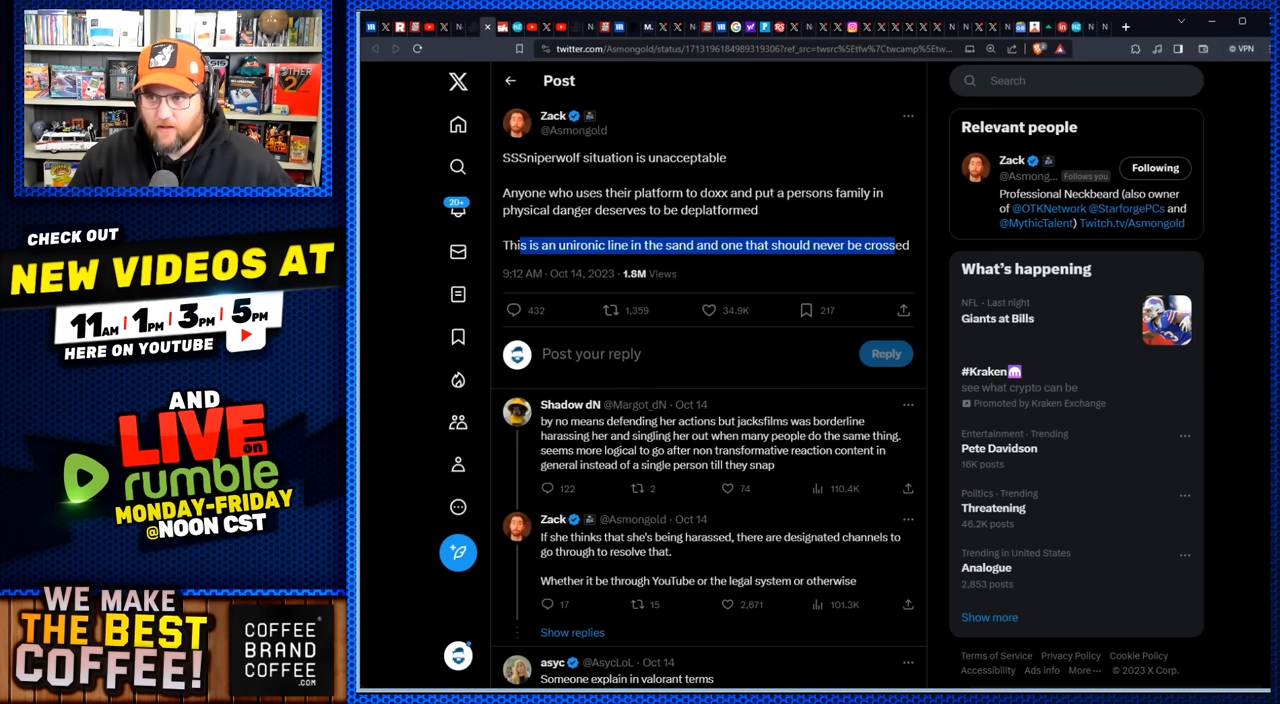 CHECK OUT
NEW VIDEOS AT
11AM | 1PM | 3PM | 5PM
HERE ON YOUTUBE
AND
LIVE on
rumble
MONDAY-FRIDAY
@NOON CST
WE MAKE
THE BEST
COFFEE!
COFFEE
BRAND
COFFEE
.COM
twitter.com/Asmongold/status/1713196184989319306?ref_src=twsrc%5Etfw%7Ctwcamp%5Etw...
VPN
20+
Post
Zack
@Asmongold
SSSniperwolf situation is unacceptable
Anyone who uses their platform to doxx and put a persons family in
physical danger deserves to be deplatformed
This is an unironic line in the sand and one that should never be crossed
9:12 AM · Oct 14, 2023 · 1.8M Views
432
1,359
34.9K
217
Post your reply
Reply
Shadow dN @Margot_dN · Oct 14
by no means defending her actions but jacksfilms was borderline
harassing her and singling her out when many people do the same thing.
seems more logical to go after non transformative reaction content in
general instead of a single person till they snap
122
2
74
110.4K
Zack @Asmongold · Oct 14
If she thinks that she's being harassed, there are designated channels to
go through to resolve that.
Whether it be through YouTube or the legal system or otherwise
17
15
2,671
101.3K
Show replies
asyc @AsycLoL · Oct 14
Someone explain in valorant terms
Search
Relevant people
Zack
@Asmong... Follows you
Following
Professional Neckbeard (also owner
of @OTKNetwork @StarforgePCs and
@MythicTalent) Twitch.tv/Asmongold
What's happening
NFL · Last night
Giants at Bills
#Kraken
see what crypto can be
Promoted by Kraken Exchange
Entertainment · Trending
Pete Davidson
16K posts
Politics · Trending
Threatening
46.2K posts
Trending in United States
Analogue
2,853 posts
Show more
Terms of Service Privacy Policy Cookie Policy
Accessibility Ads info More ··· © 2023 X Corp.